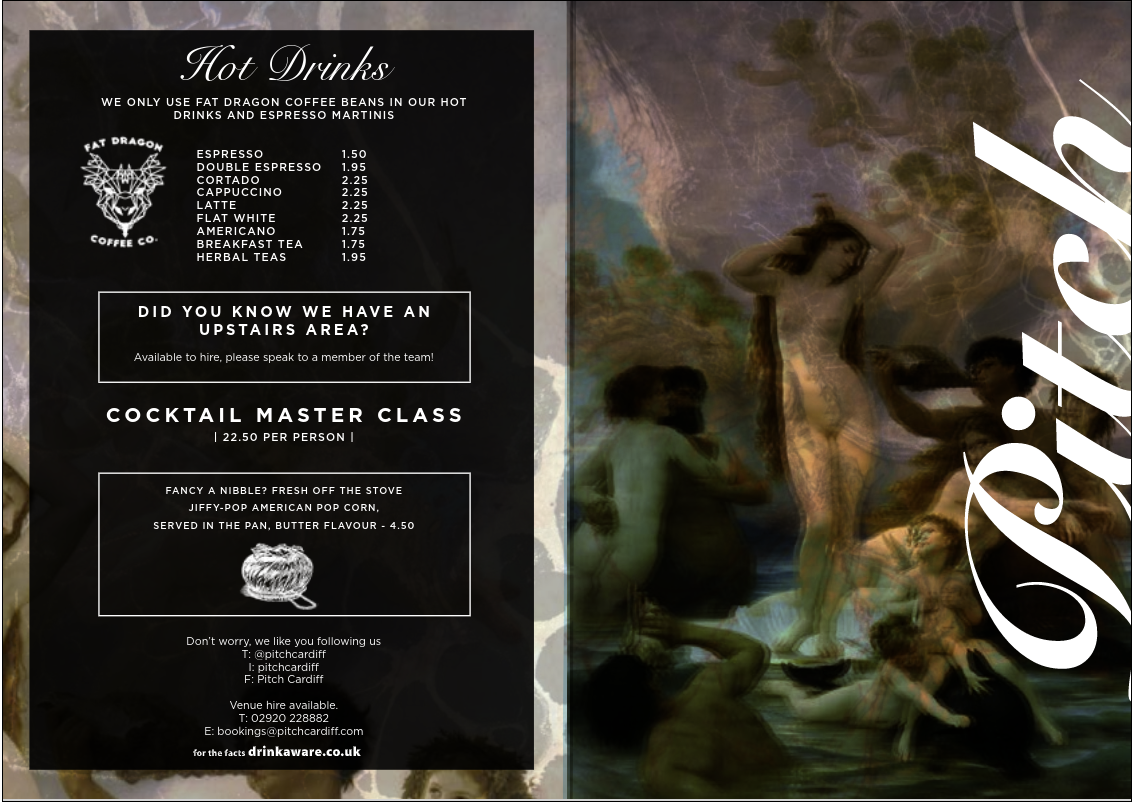 Hot Drinks
WE ONLY USE FAT DRAGON COFFEE BEANS IN OUR HOT
DRINKS AND ESPRESSO MARTINIS
FAT DRAGON
COFFEE CO.
ESPRESSO 1.50
DOUBLE ESPRESSO 1.95
CORTADO 2.25
CAPPUCCINO 2.25
LATTE 2.25
FLAT WHITE 2.25
AMERICANO 1.75
BREAKFAST TEA 1.75
HERBAL TEAS 1.95
DID YOU KNOW WE HAVE AN
UPSTAIRS AREA?
Available to hire, please speak to a member of the team!
COCKTAIL MASTER CLASS
| 22.50 PER PERSON |
FANCY A NIBBLE? FRESH OFF THE STOVE
JIFFY-POP AMERICAN POP CORN,
SERVED IN THE PAN, BUTTER FLAVOUR - 4.50
Don't worry, we like you following us
T: @pitchcardiff
I: pitchcardiff
F: Pitch Cardiff
Venue hire available.
T: 02920 228882
E: bookings@pitchcardiff.com
for the facts drinkaware.co.uk
Pitch